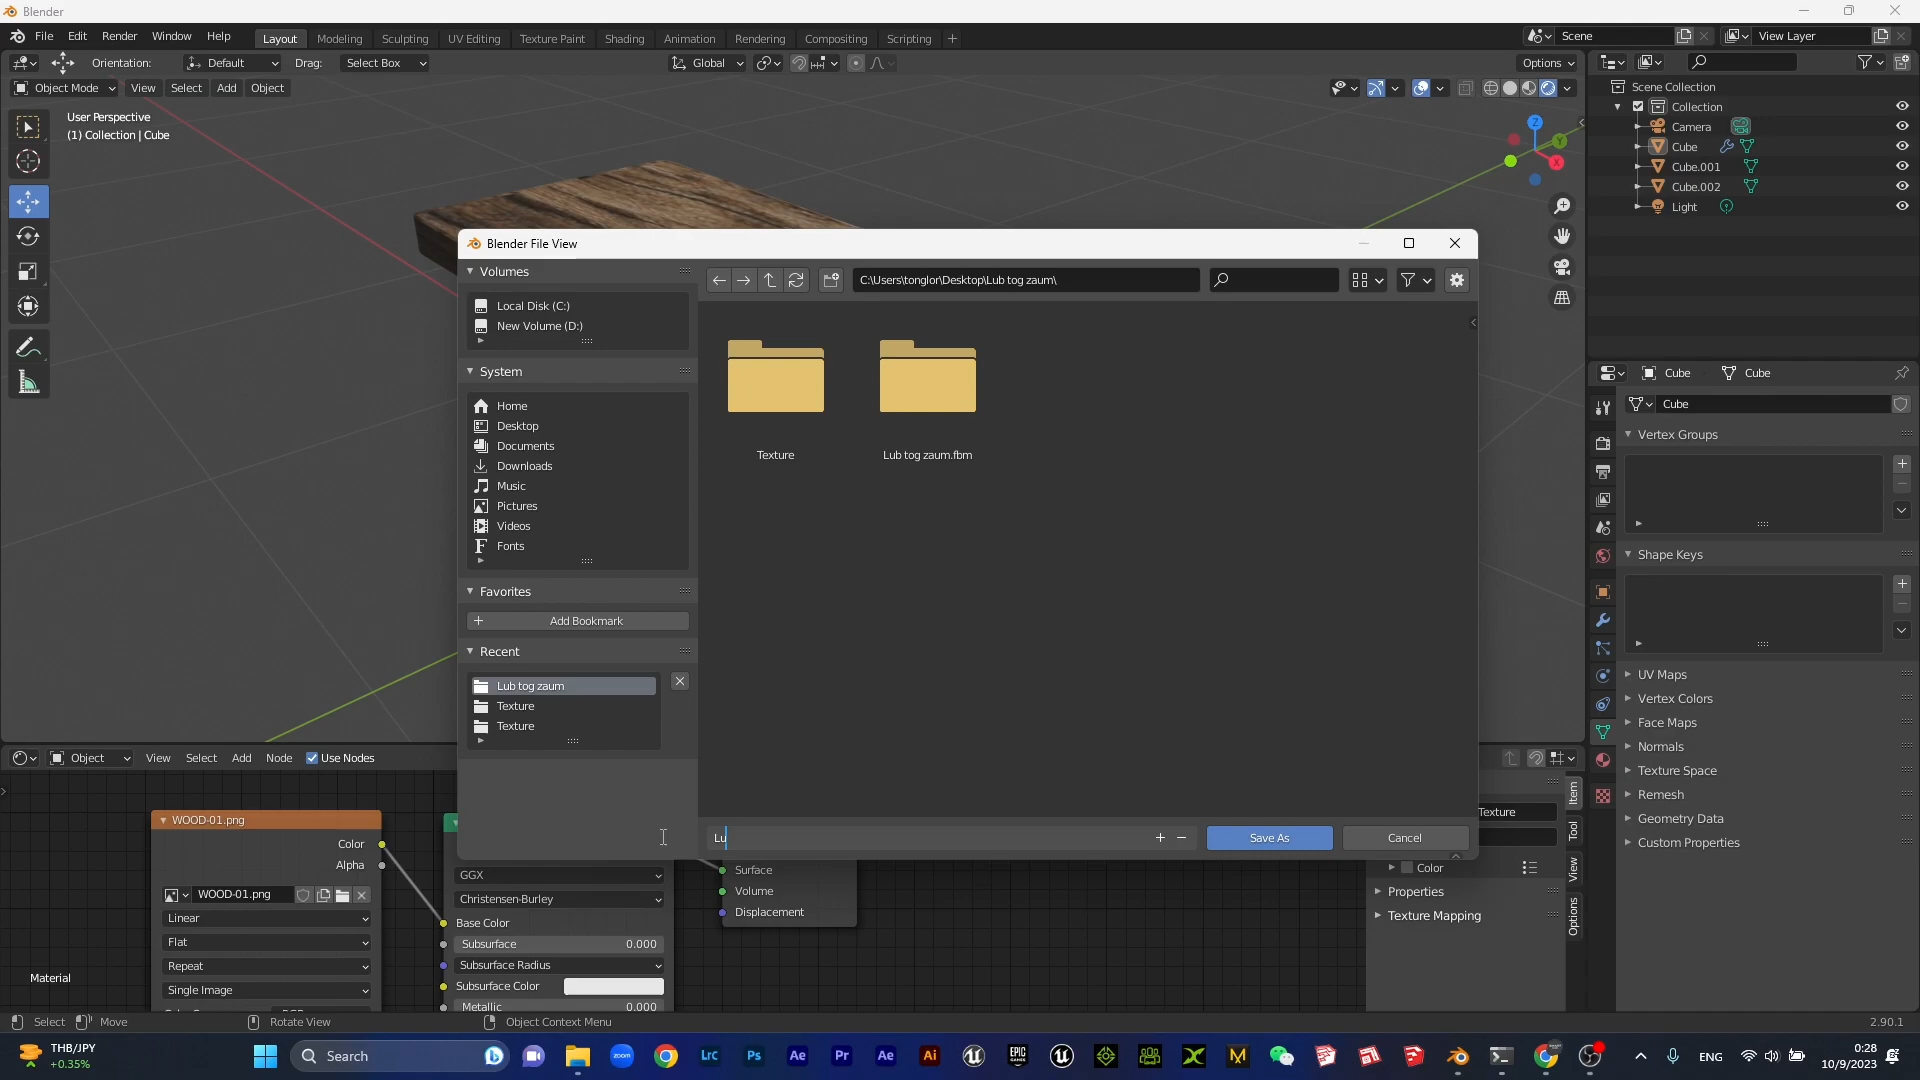 Blender
File Edit Render Window Help Layout Modeling Sculpting UV Editing Texture Paint Shading Animation Rendering Compositing Scripting + Scene View Layer
Orientation: Default Drag: Select Box Global Options
Object Mode View Select Add Object
User Perspective
(1) Collection | Cube
Z
Y
X
Scene Collection
Collection
Camera
Cube
Cube.001
Cube.002
Light
Blender File View
Volumes
Local Disk (C:)
New Volume (D:)
System
Home
Desktop
Documents
Downloads
Music
Pictures
Videos
Fonts
Favorites
Add Bookmark
Recent
Lub tog zaum
Texture
Texture
C:\Users\tonglor\Desktop\Lub tog zaum\
Texture
Lub tog zaum.fbm
Lu
Save As
Cancel
Cube Cube
Cube
Vertex Groups
Shape Keys
UV Maps
Vertex Colors
Face Maps
Normals
Texture Space
Remesh
Geometry Data
Custom Properties
Object View Select Add Node Use Nodes
WOOD-01.png
Color
Alpha
WOOD-01.png
Linear
Flat
Repeat
Single Image
Material
GGX
Christensen-Burley
Base Color
Subsurface 0.000
Subsurface Radius
Subsurface Color
Metallic 0.000
Surface
Volume
Displacement
Texture
Color
Properties
Texture Mapping
Item
Tool
View
Options
Select Move Rotate View Object Context Menu 2.90.1
THB/JPY
+0.35%
Search
zoom
LrC
Ps
Ae
Pr
Ae
Ai
EPIC
GAMES
ENG
0:28
10/9/2023